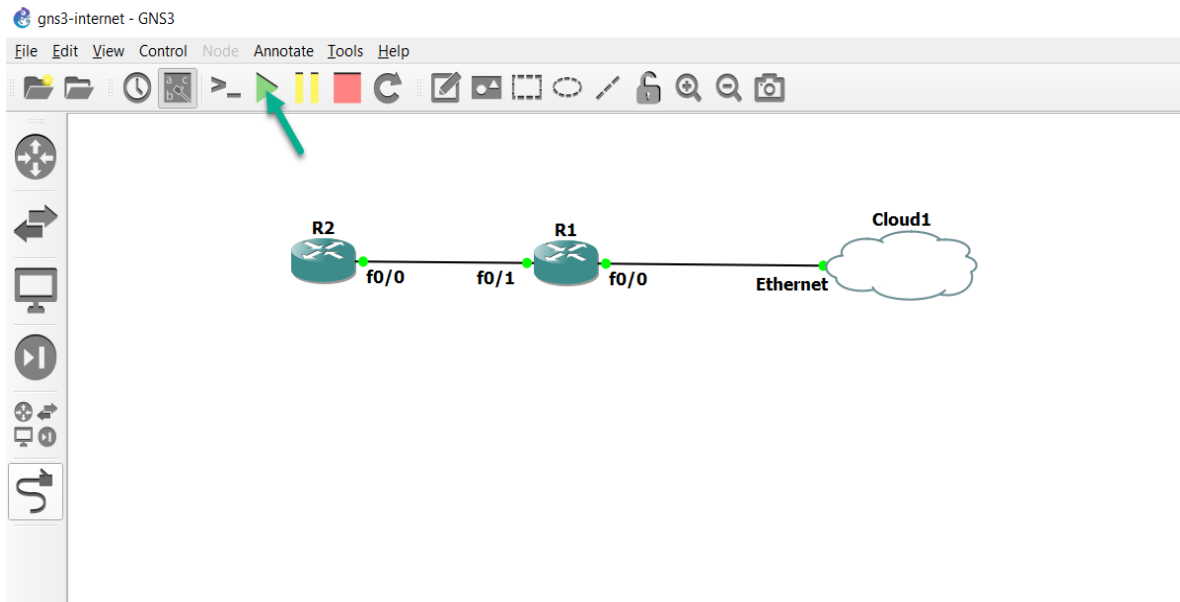 gns3-internet - GNS3
File Edit View Control Node Annotate Tools Help
R2 R1 Cloud1
f0/0 f0/1 f0/0 Ethernet